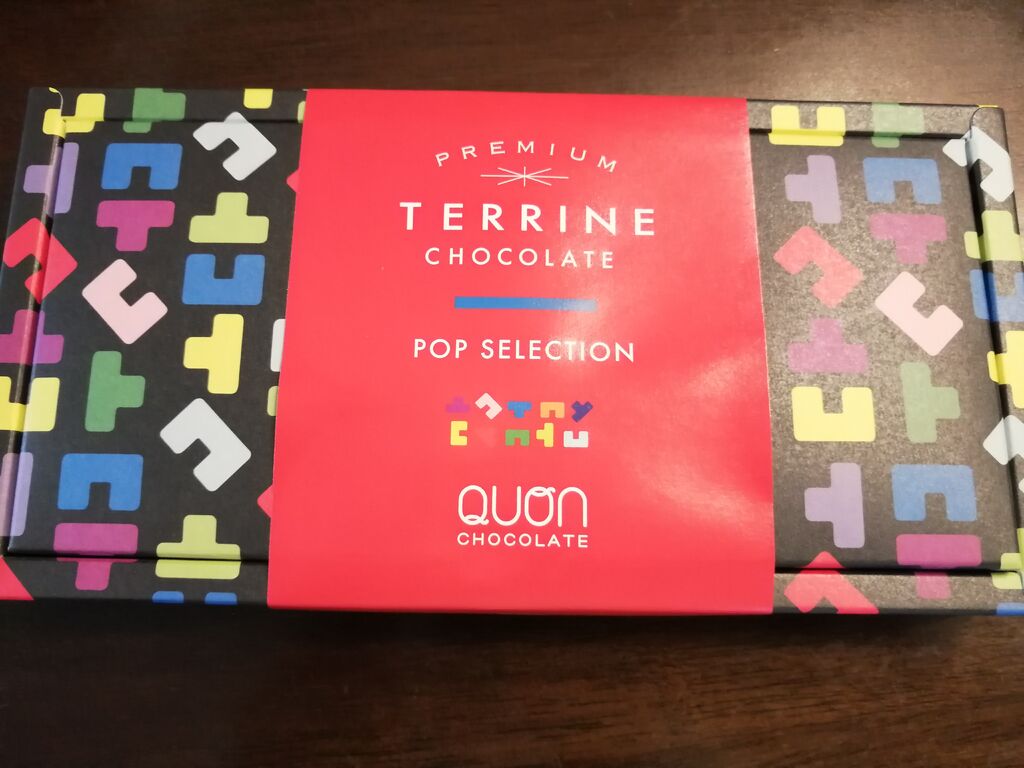 PREMIUM
TERRINE
CHOCOLATE
POP SELECTION
QUON
CHOCOLATE